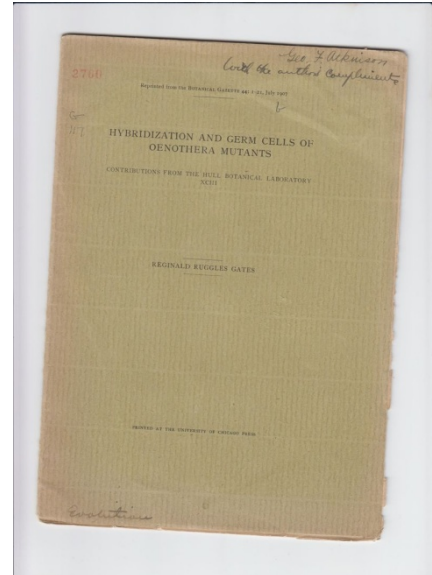 Geo. F. Atkinson
With the author's compliments
2760
Reprinted from the BOTANICAL GAZETTE 44: 1-21, July 1907
G
HYBRIDIZATION AND GERM CELLS OF
OENOTHERA MUTANTS
CONTRIBUTIONS FROM THE HULL BOTANICAL LABORATORY
REGINALD RUGGLES GATES
PRINTED AT THE UNIVERSITY OF CHICAGO PRESS
Evolution